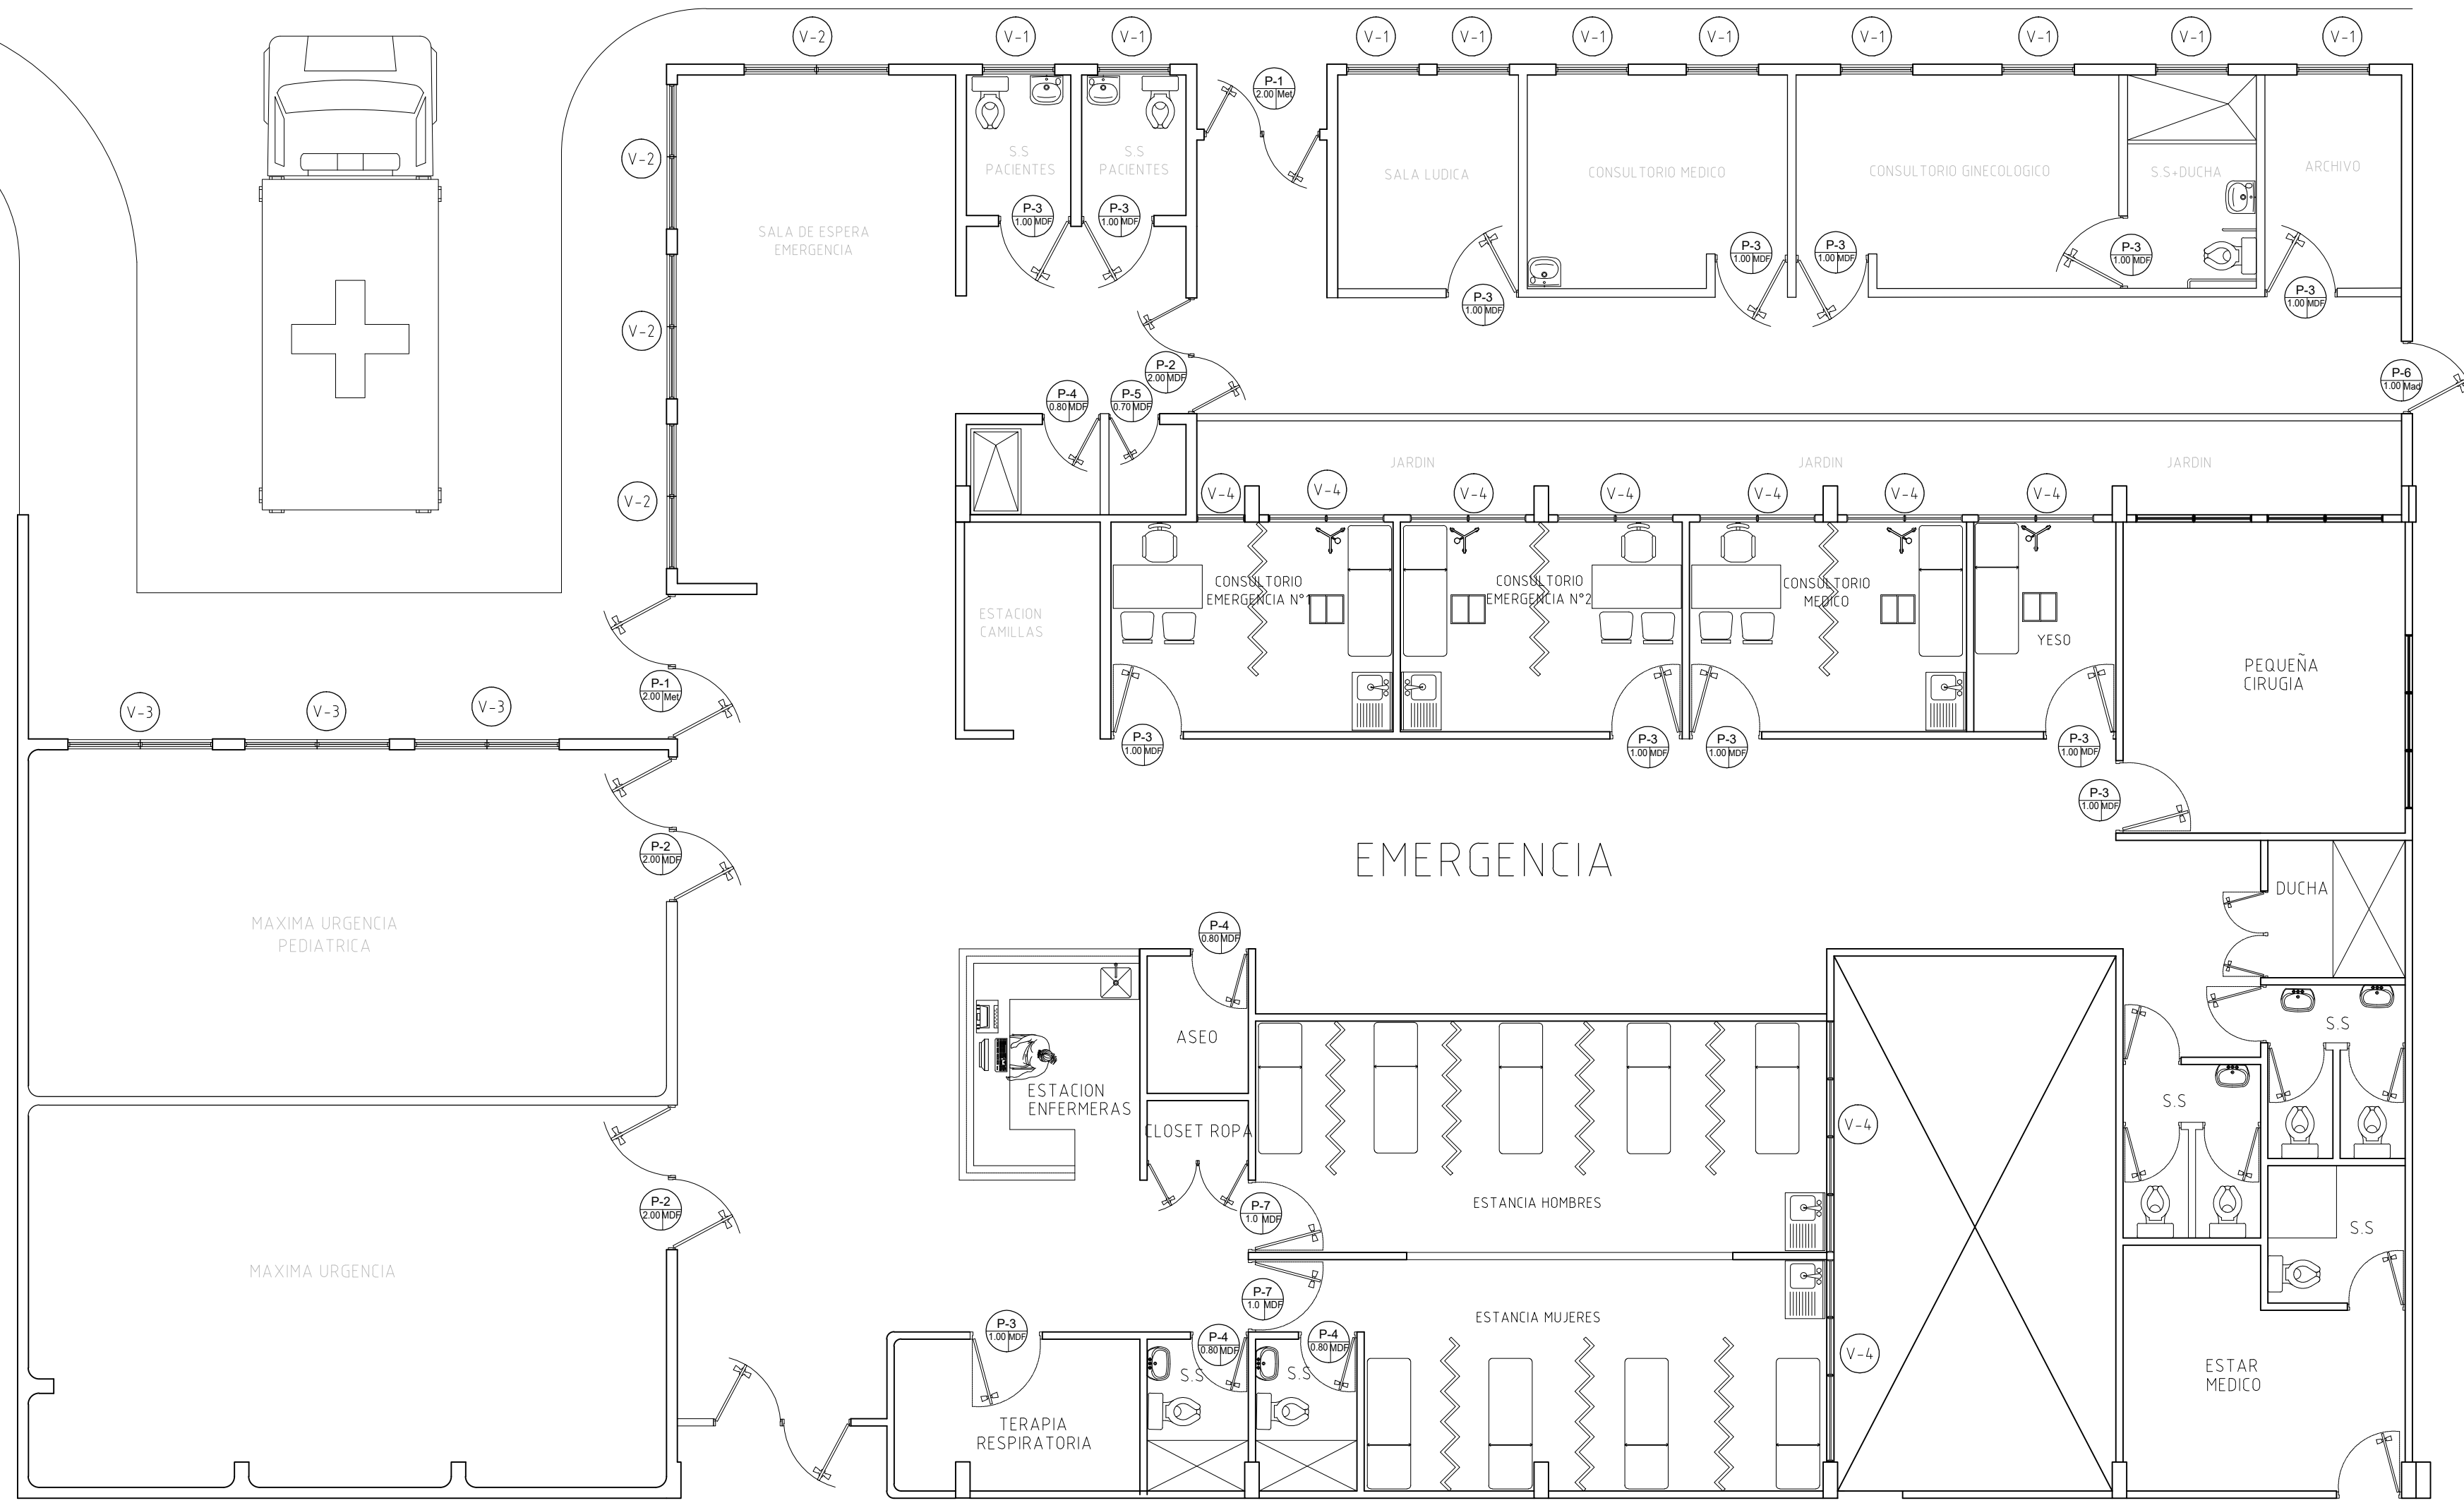 V-2
V-1
V-1
V-1
V-1
V-1
V-1
V-1
V-1
V-1
V-1
P-1
2.00 Met
V-2
S.S
PACIENTES
S.S
PACIENTES
SALA LUDICA
CONSULTORIO MEDICO
CONSULTORIO GINECOLOGICO
S.S+DUCHA
ARCHIVO
P-3
1.00 MDF
P-3
1.00 MDF
SALA DE ESPERA
EMERGENCIA
P-3
1.00 MDF
P-3
1.00 MDF
P-3
1.00 MDF
P-3
1.00 MDF
P-3
1.00 MDF
V-2
P-2
2.00 MDF
P-6
1.00 Mad
P-4
0.80 MDF
P-5
0.70 MDF
JARDIN
JARDIN
JARDIN
V-2
V-4
V-4
V-4
V-4
V-4
V-4
V-4
ESTACION
CAMILLAS
CONSULTORIO
EMERGENCIA N°1
CONSULTORIO
EMERGENCIA N°2
CONSULTORIO
MEDICO
YESO
PEQUEÑA
CIRUGIA
P-1
2.00 Met
V-3
V-3
V-3
P-3
1.00 MDF
P-3
1.00 MDF
P-3
1.00 MDF
P-3
1.00 MDF
P-3
1.00 MDF
P-2
2.00 MDF
EMERGENCIA
DUCHA
MAXIMA URGENCIA
PEDIATRICA
P-4
0.80 MDF
ASEO
S.S
ESTACION
ENFERMERAS
S.S
V-4
CLOSET ROPA
P-2
2.00 MDF
P-7
1.0 MDF
ESTANCIA HOMBRES
S.S
MAXIMA URGENCIA
P-7
1.0 MDF
ESTANCIA MUJERES
P-3
1.00 MDF
P-4
0.80 MDF
P-4
0.80 MDF
V-4
S.S
S.S
ESTAR
MEDICO
TERAPIA
RESPIRATORIA